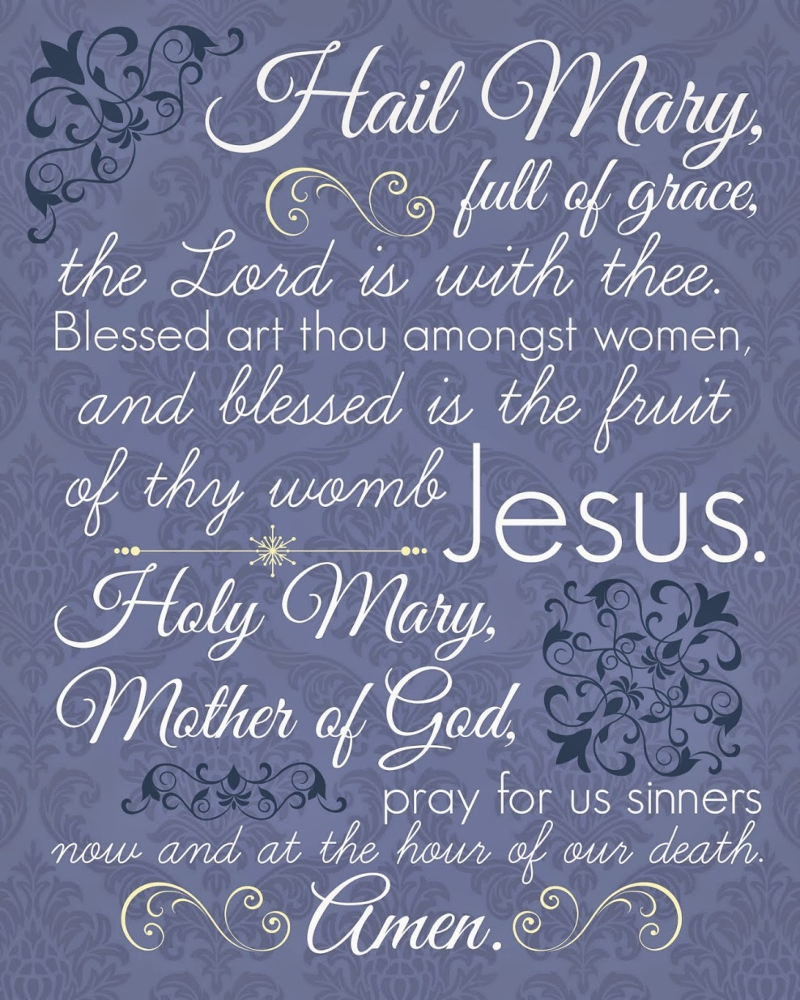 Hail Mary,
full of grace,
the Lord is with thee.
Blessed art thou amongst women,
and blessed is the fruit
of thy womb Jesus.
Holy Mary,
Mother of God,
pray for us sinners
now and at the hour of our death.
Amen.